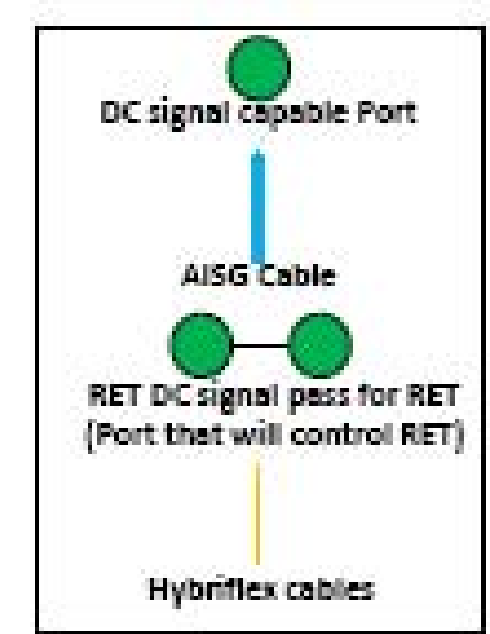 DC signal capable Port
AISG Cable
RET DC signal pass for RET
(Port that will control RET)
Hybriflex cables